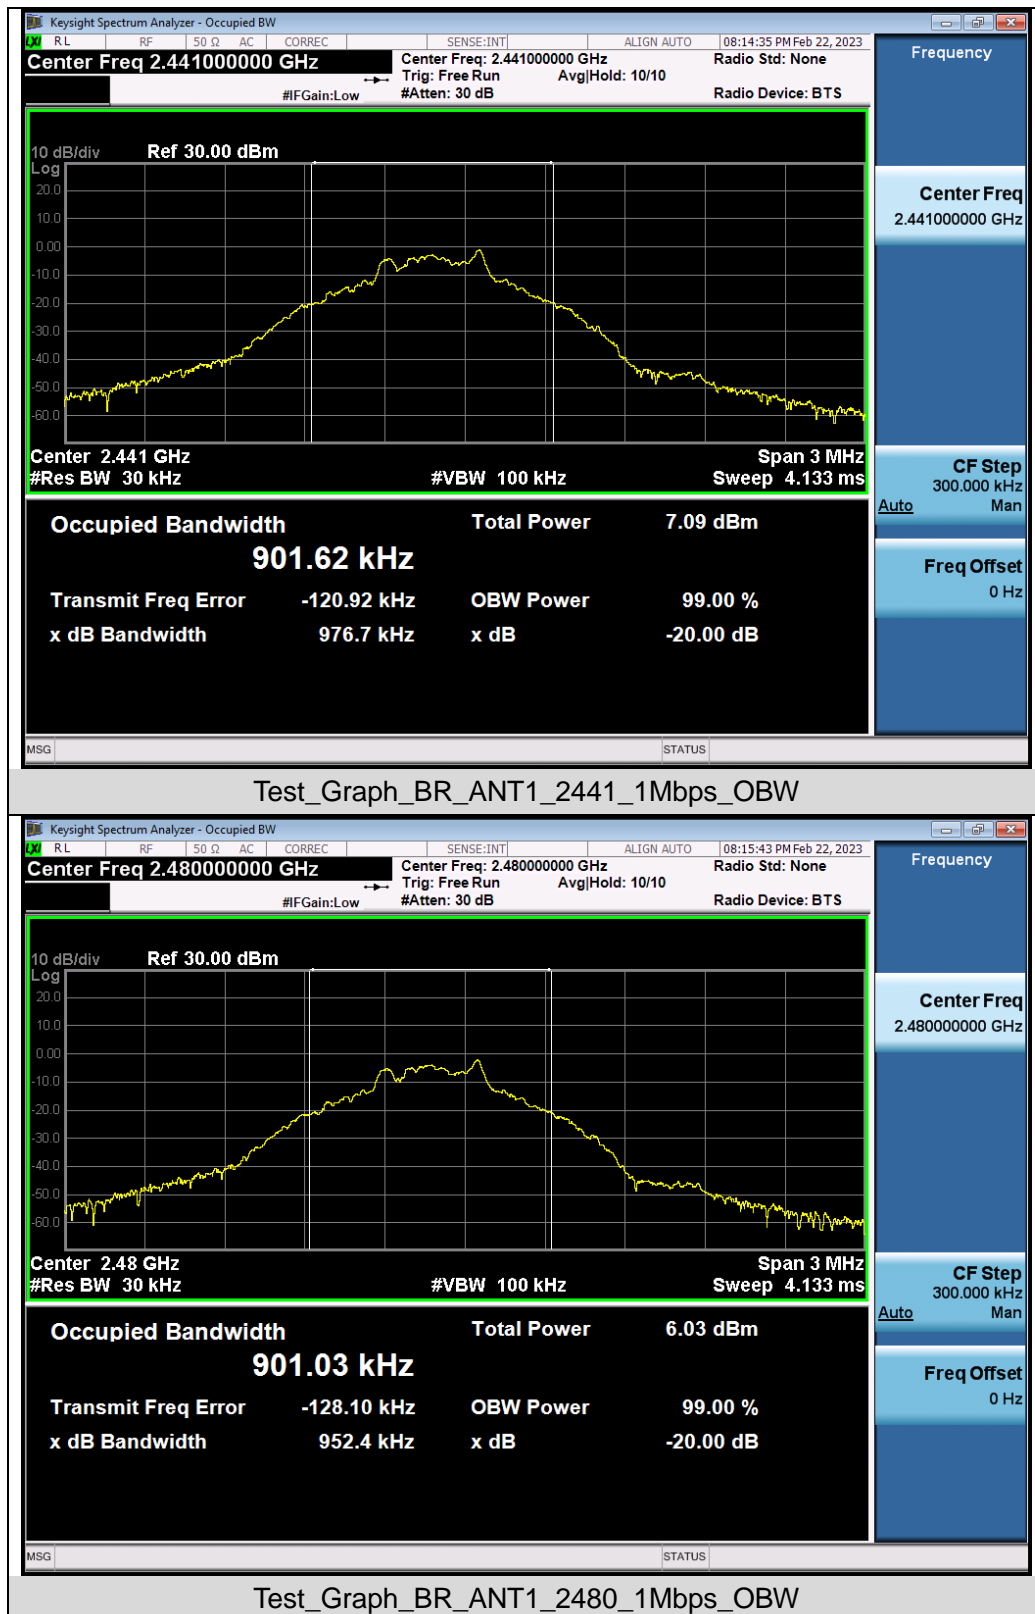 Keysight Spectrum Analyzer - Occupied BW
LXI RL RF 50 Ω AC CORREC SENSE:INT ALIGN AUTO 08:14:35 PM Feb 22, 2023
Center Freq 2.441000000 GHz
Center Freq: 2.441000000 GHz
Radio Std: None
Trig: Free Run Avg|Hold: 10/10
#IFGain:Low
#Atten: 30 dB
Radio Device: BTS
Frequency
10 dB/div Ref 30.00 dBm
Log
20.0
10.0
0.00
-10.0
-20.0
-30.0
-40.0
-50.0
-60.0
Center Freq
2.441000000 GHz
Center 2.441 GHz Span 3 MHz
#Res BW 30 kHz #VBW 100 kHz Sweep 4.133 ms
CF Step
300.000 kHz
Auto Man
Freq Offset
0 Hz
Occupied Bandwidth Total Power 7.09 dBm
901.62 kHz
Transmit Freq Error -120.92 kHz OBW Power 99.00 %
x dB Bandwidth 976.7 kHz x dB -20.00 dB
MSG STATUS
Test_Graph_BR_ANT1_2441_1Mbps_OBW
Keysight Spectrum Analyzer - Occupied BW
LXI RL RF 50 Ω AC CORREC SENSE:INT ALIGN AUTO 08:15:43 PM Feb 22, 2023
Center Freq 2.480000000 GHz
Center Freq: 2.480000000 GHz
Radio Std: None
Trig: Free Run Avg|Hold: 10/10
#IFGain:Low
#Atten: 30 dB
Radio Device: BTS
Frequency
10 dB/div Ref 30.00 dBm
Log
20.0
10.0
0.00
-10.0
-20.0
-30.0
-40.0
-50.0
-60.0
Center Freq
2.480000000 GHz
Center 2.48 GHz Span 3 MHz
#Res BW 30 kHz #VBW 100 kHz Sweep 4.133 ms
CF Step
300.000 kHz
Auto Man
Freq Offset
0 Hz
Occupied Bandwidth Total Power 6.03 dBm
901.03 kHz
Transmit Freq Error -128.10 kHz OBW Power 99.00 %
x dB Bandwidth 952.4 kHz x dB -20.00 dB
MSG STATUS
Test_Graph_BR_ANT1_2480_1Mbps_OBW